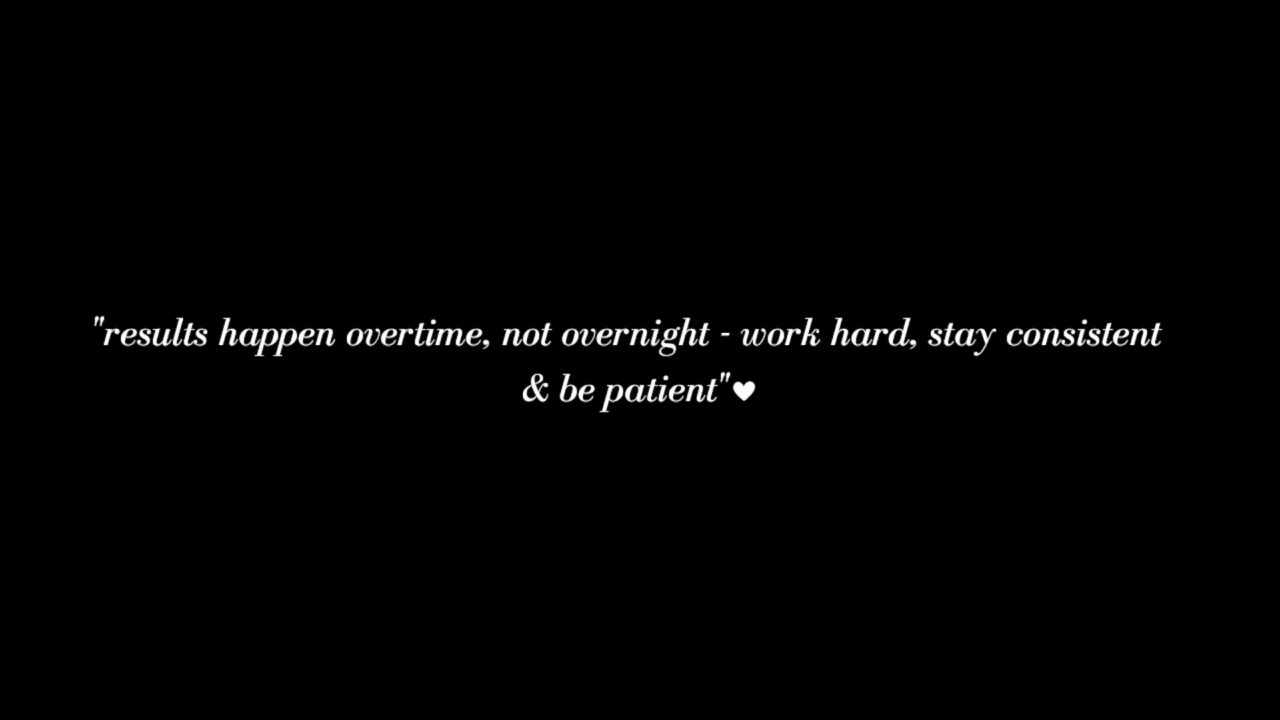 "results happen overtime, not overnight - work hard, stay consistent
& be patient"♥